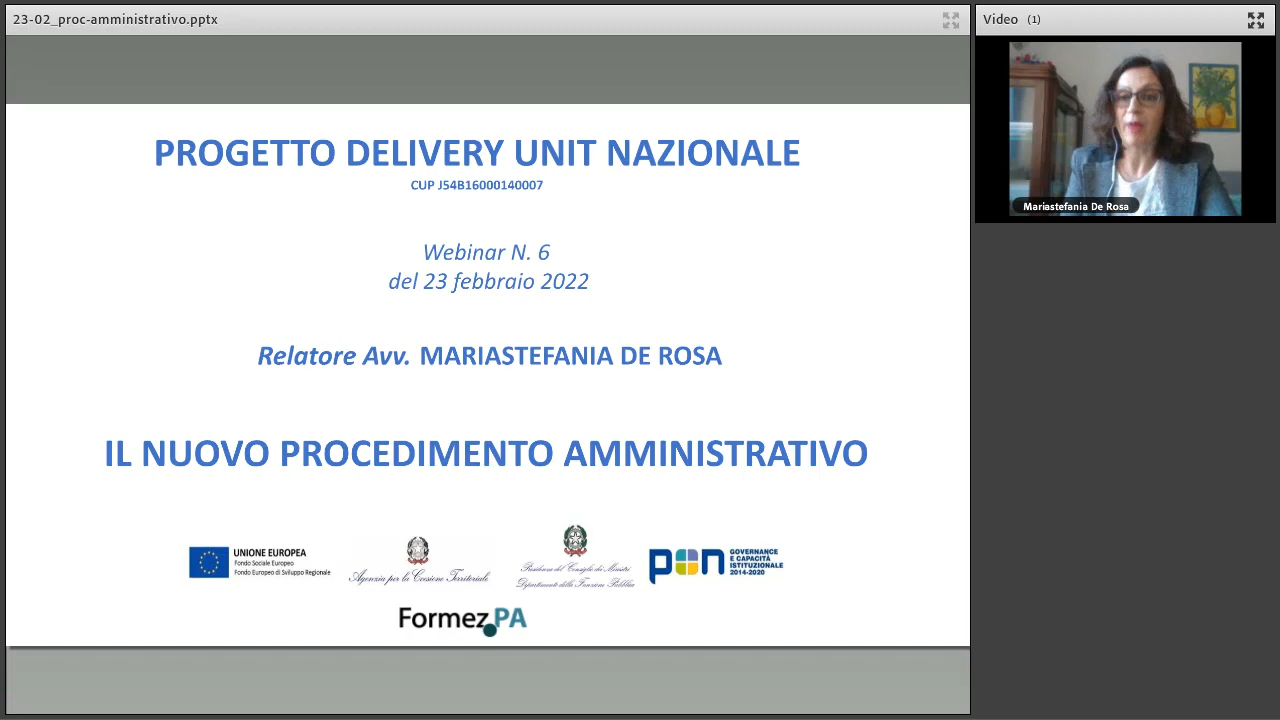 23-02_proc-amministrativo.pptx
Video (1)
Mariastefania De Rosa
PROGETTO DELIVERY UNIT NAZIONALE
CUP J54B16000140007
Webinar N. 6
del 23 febbraio 2022
Relatore Avv. MARIASTEFANIA DE ROSA
IL NUOVO PROCEDIMENTO AMMINISTRATIVO
UNIONE EUROPEA
Fondo Sociale Europeo
Fondo Europeo di Sviluppo Regionale
Agenzia per la Coesione Territoriale
Presidenza del Consiglio dei Ministri
Dipartimento della Funzione Pubblica
pon
GOVERNANCE
E CAPACITÀ
ISTITUZIONALE
2014-2020
Formez.PA